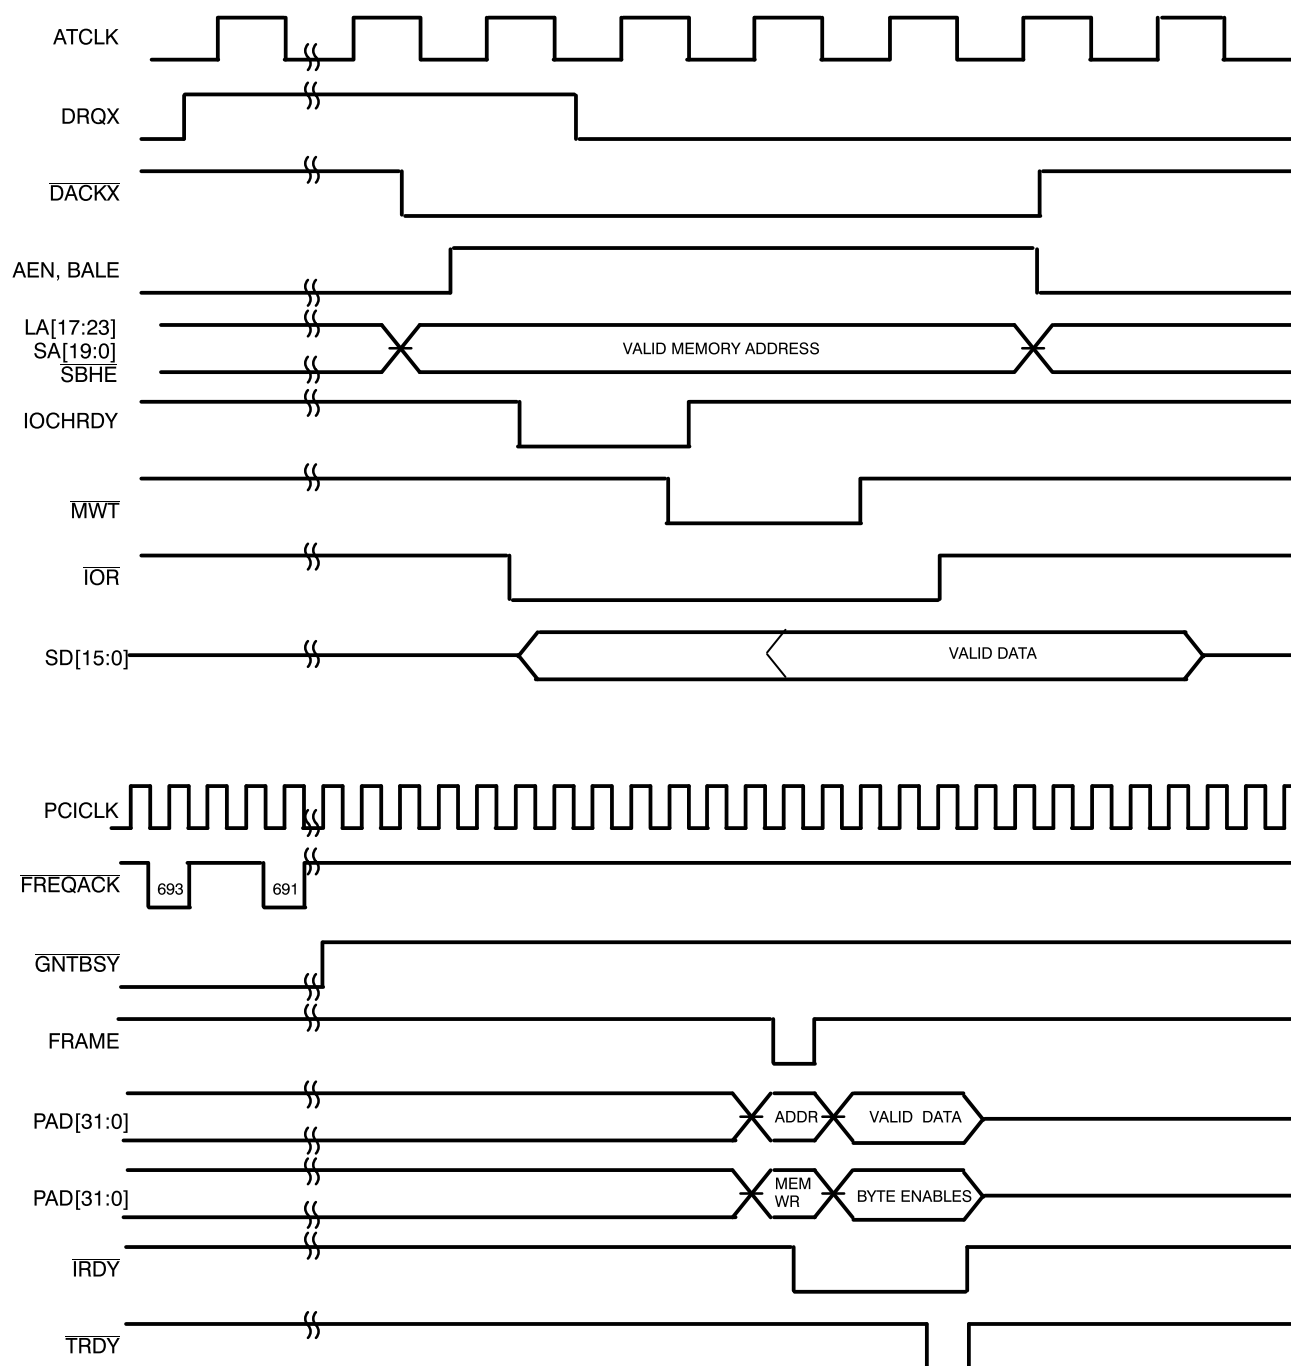 ATCLK
DRQX
DACKX
AEN, BALE
LA[17:23]
SA[19:0]
SBHE
VALID MEMORY ADDRESS
IOCHRDY
MWT
IOR
SD[15:0]
VALID DATA
PCICLK
FREQACK
693
691
GNTBSY
FRAME
PAD[31:0]
ADDR
VALID DATA
PAD[31:0]
MEM
WR
BYTE ENABLES
IRDY
TRDY